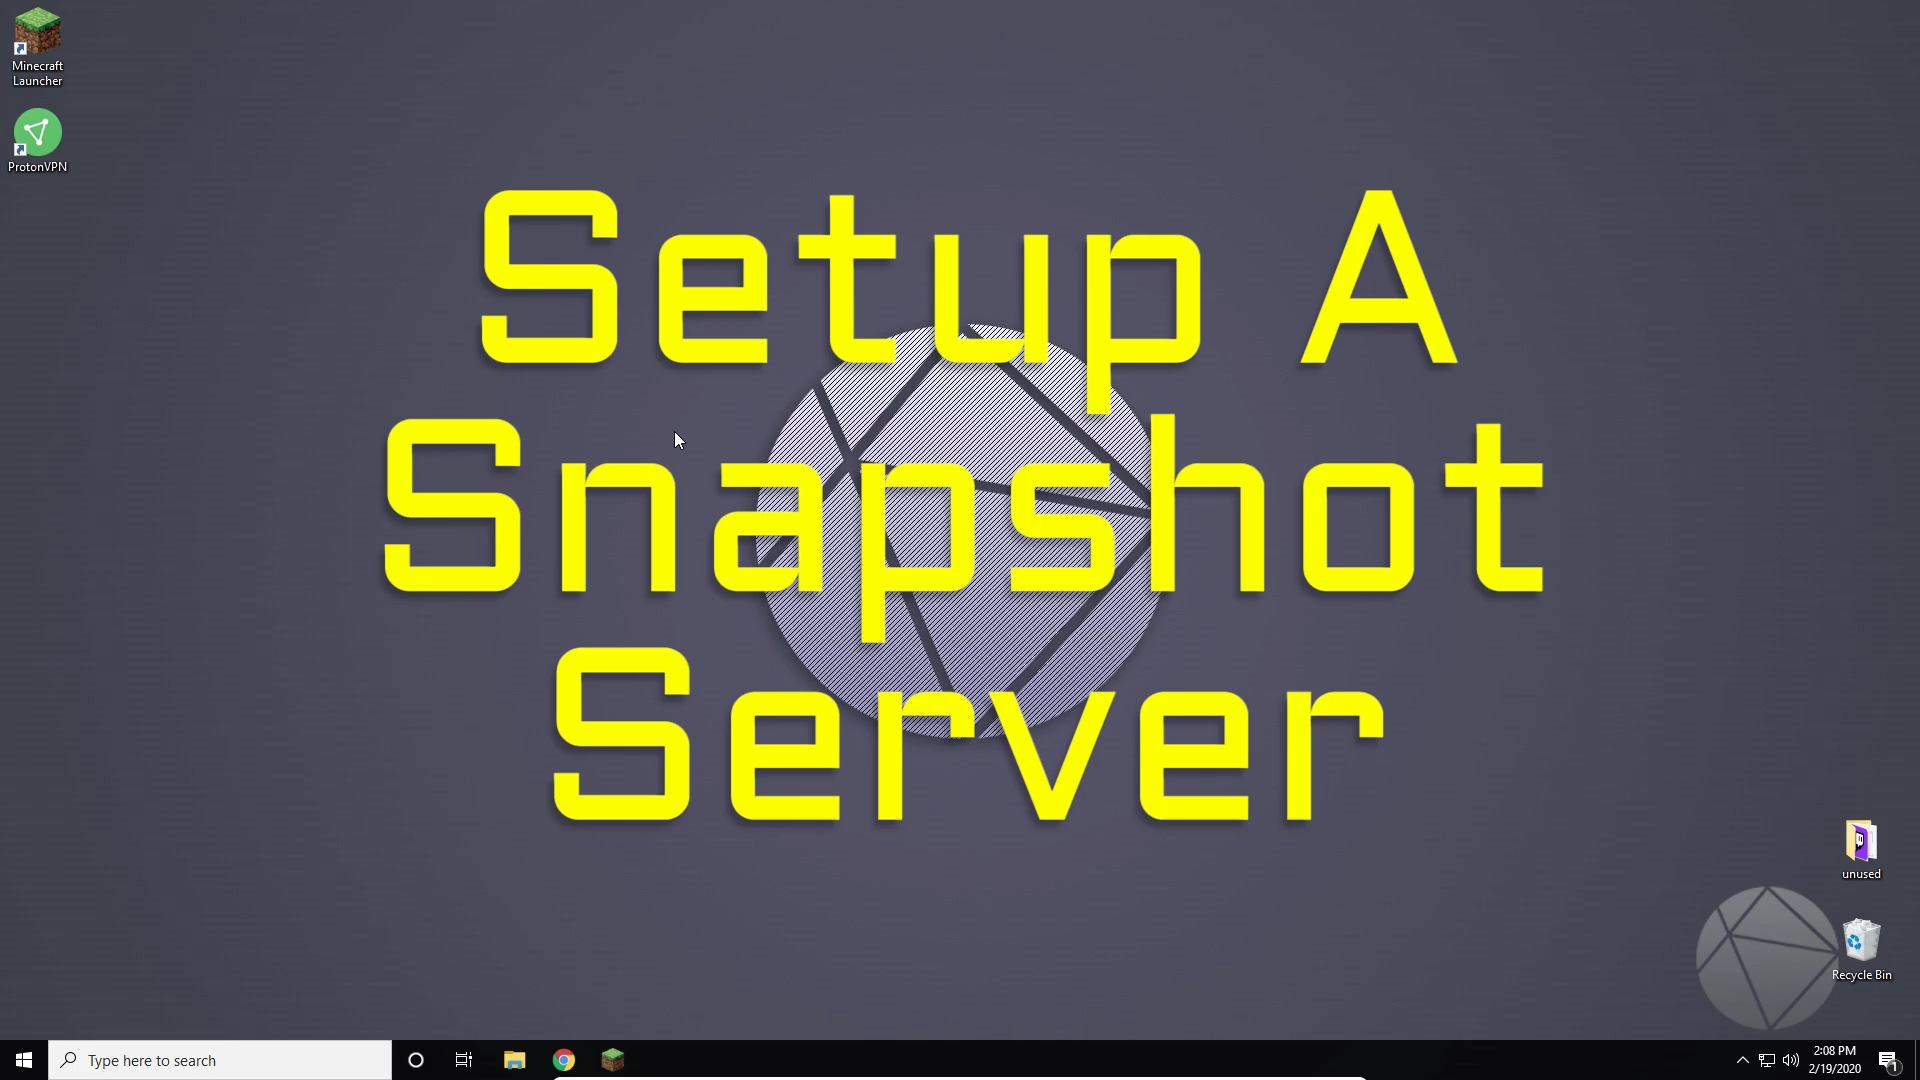 Minecraft
Launcher
ProtonVPN
Setup A
Snapshot
Server
unused
Recycle Bin
Type here to search
2:08 PM
2/19/2020
1